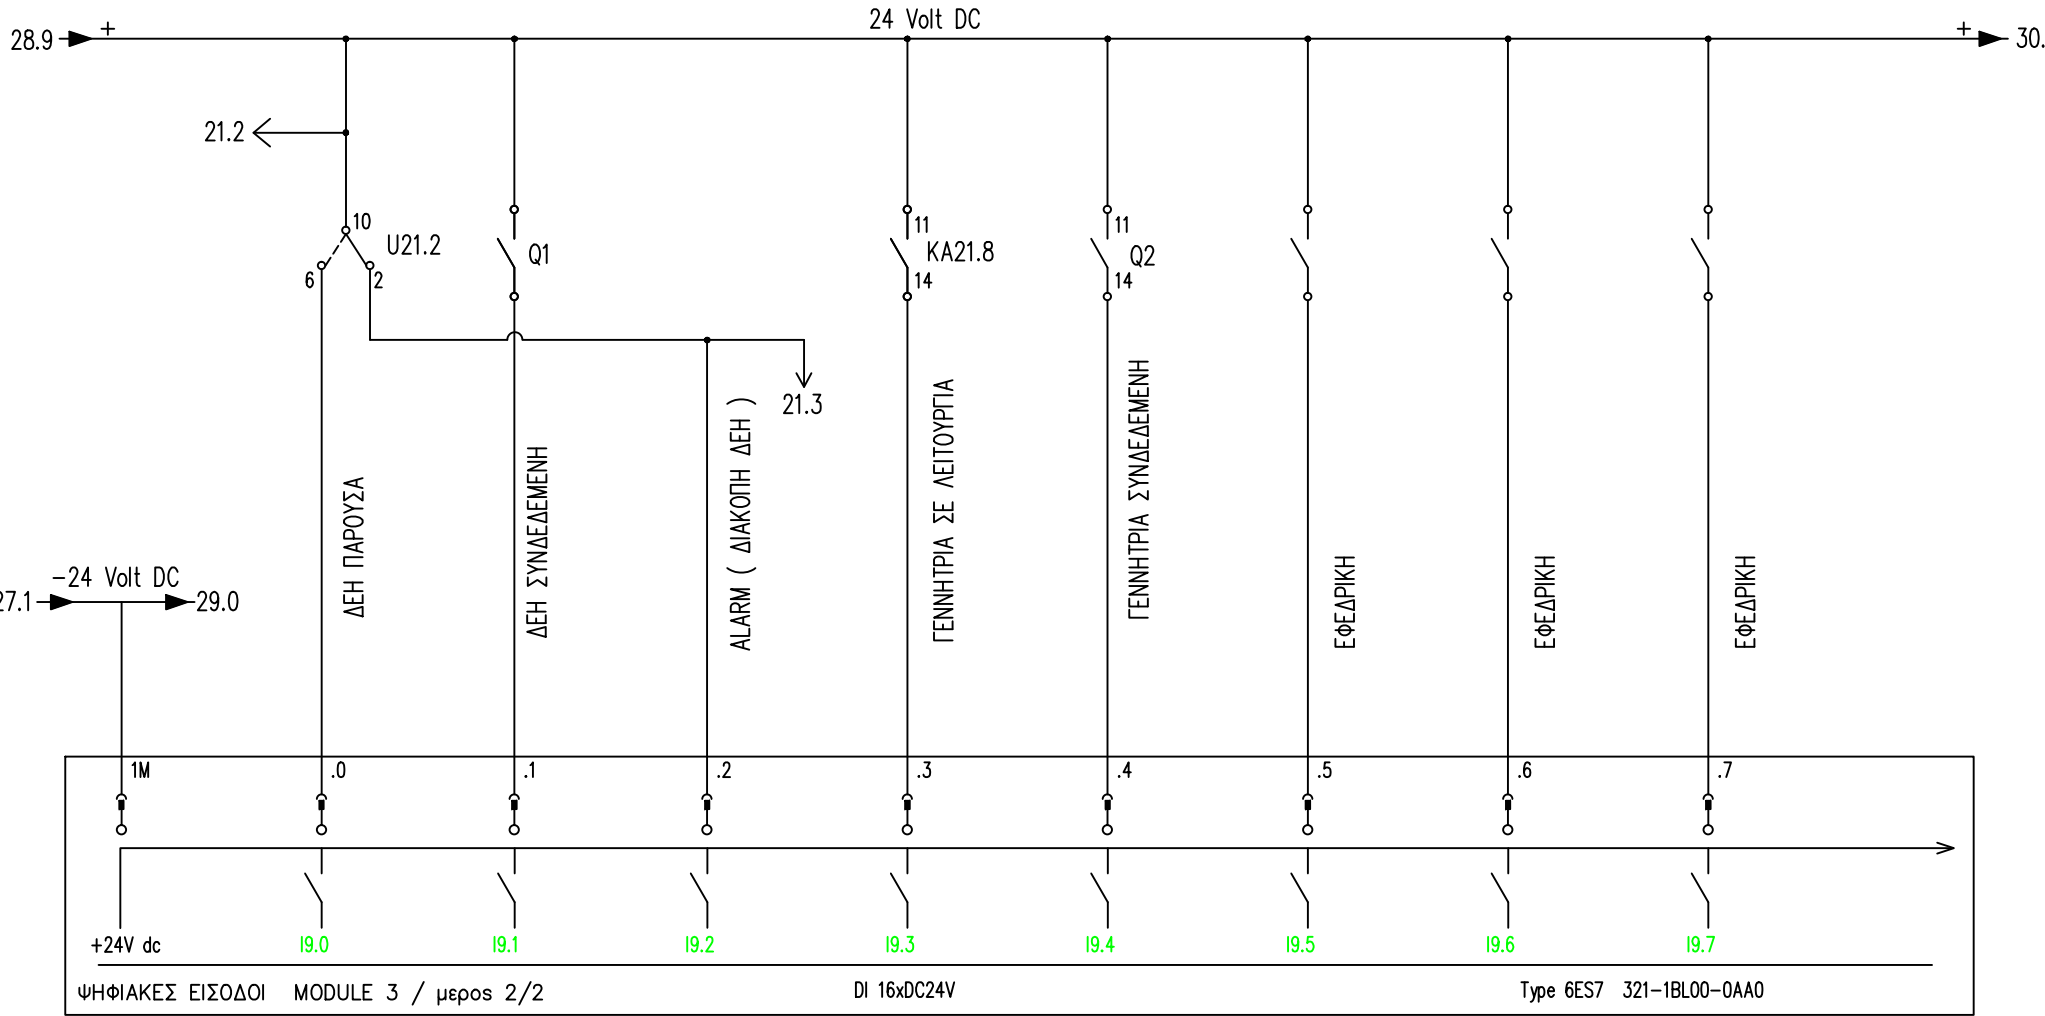 24 Volt DC
28.9
+
+
30.
21.2
10
U21.2
6
2
Q1
11
KA21.8
14
11
Q2
14
21.3
ΔΕΗ ΠΑΡΟΥΣΑ
ΔΕΗ ΣΥΝΔΕΔΕΜΕΝΗ
ALARM ( ΔΙΑΚΟΠΗ ΔΕΗ )
ΓΕΝΝΗΤΡΙΑ ΣΕ ΛΕΙΤΟΥΡΓΙΑ
ΓΕΝΝΗΤΡΙΑ ΣΥΝΔΕΔΕΜΕΝΗ
ΕΦΕΔΡΙΚΗ
ΕΦΕΔΡΙΚΗ
ΕΦΕΔΡΙΚΗ
-24 Volt DC
27.1
29.0
1M
.0
.1
.2
.3
.4
.5
.6
.7
+24V dc
I9.0
I9.1
I9.2
I9.3
I9.4
I9.5
I9.6
I9.7
ΨΗΦΙΑΚΕΣ ΕΙΣΟΔΟΙ MODULE 3 / μεροs 2/2
DI 16xDC24V
Type 6ES7 321-1BL00-0AA0